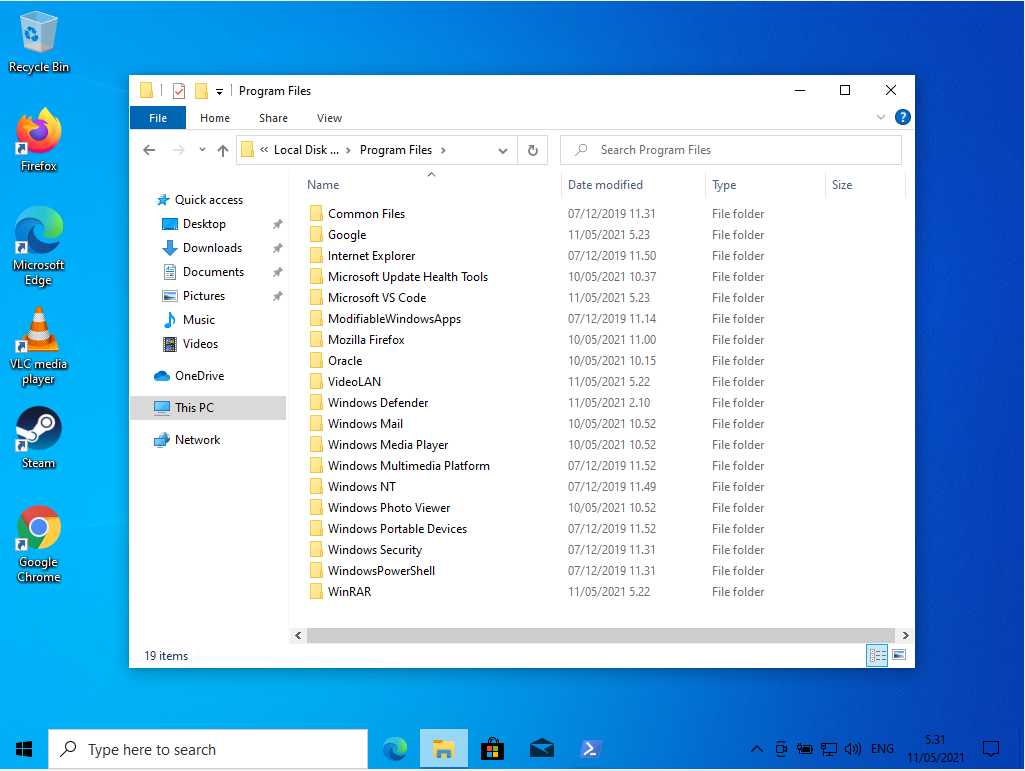 Recycle Bin
Firefox
Microsoft
Edge
VLC media
player
Steam
Google
Chrome
Program Files
File Home Share View
?
« Local Disk ... > Program Files >
Search Program Files
Name Date modified Type Size
Quick access
Desktop
Downloads
Documents
Pictures
Music
Videos
OneDrive
This PC
Network
Common Files 07/12/2019 11.31 File folder
Google 11/05/2021 5.23 File folder
Internet Explorer 07/12/2019 11.50 File folder
Microsoft Update Health Tools 10/05/2021 10.37 File folder
Microsoft VS Code 11/05/2021 5.23 File folder
ModifiableWindowsApps 07/12/2019 11.14 File folder
Mozilla Firefox 10/05/2021 11.00 File folder
Oracle 10/05/2021 10.15 File folder
VideoLAN 11/05/2021 5.22 File folder
Windows Defender 11/05/2021 2.10 File folder
Windows Mail 10/05/2021 10.52 File folder
Windows Media Player 10/05/2021 10.52 File folder
Windows Multimedia Platform 07/12/2019 11.52 File folder
Windows NT 07/12/2019 11.49 File folder
Windows Photo Viewer 10/05/2021 10.52 File folder
Windows Portable Devices 07/12/2019 11.52 File folder
Windows Security 07/12/2019 11.31 File folder
WindowsPowerShell 07/12/2019 11.31 File folder
WinRAR 11/05/2021 5.22 File folder
19 items
Type here to search
ENG
5.31
11/05/2021